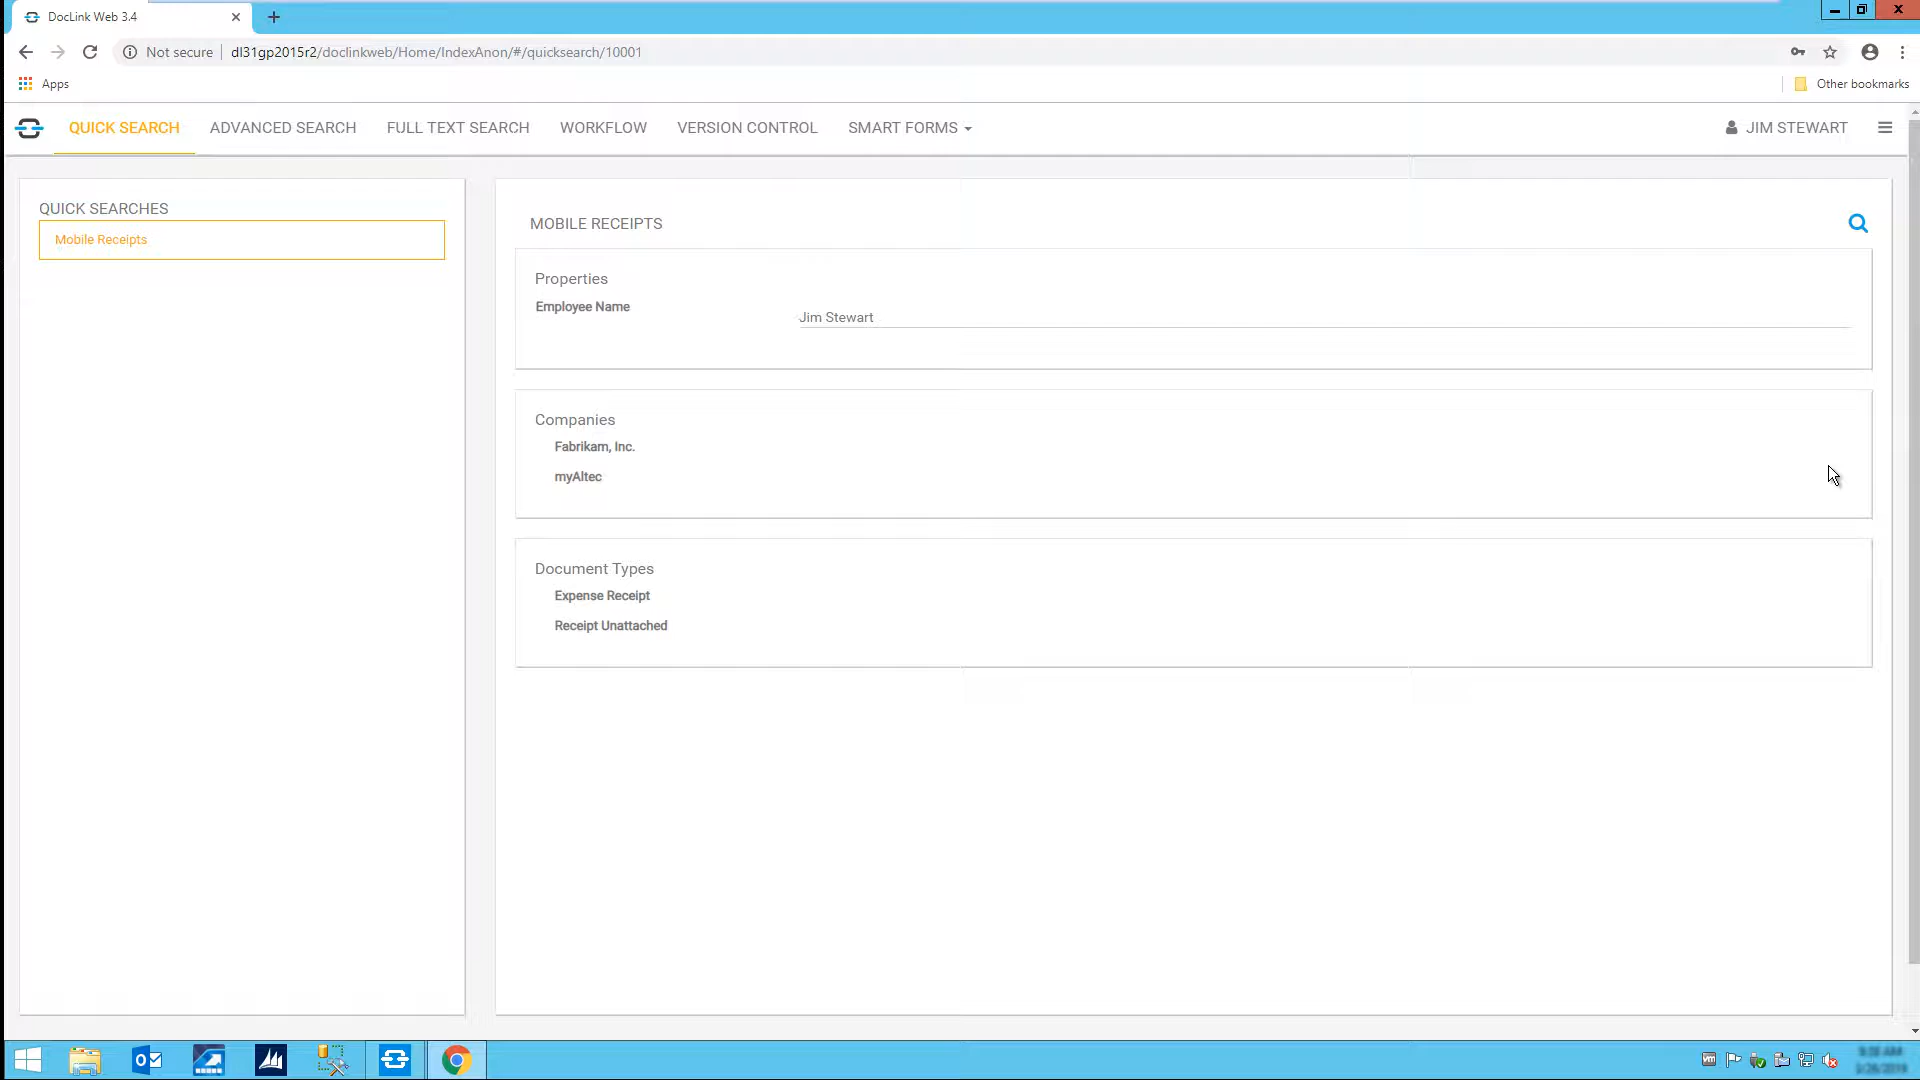 DocLink Web 3.4
Not secure dl31gp2015r2/doclinkweb/Home/IndexAnon/#/quicksearch/10001
Apps
Other bookmarks
QUICK SEARCH ADVANCED SEARCH FULL TEXT SEARCH WORKFLOW VERSION CONTROL SMART FORMS JIM STEWART
QUICK SEARCHES
Mobile Receipts
MOBILE RECEIPTS
Properties
Employee Name
Jim Stewart
Companies
Fabrikam, Inc.
myAltec
Document Types
Expense Receipt
Receipt Unattached